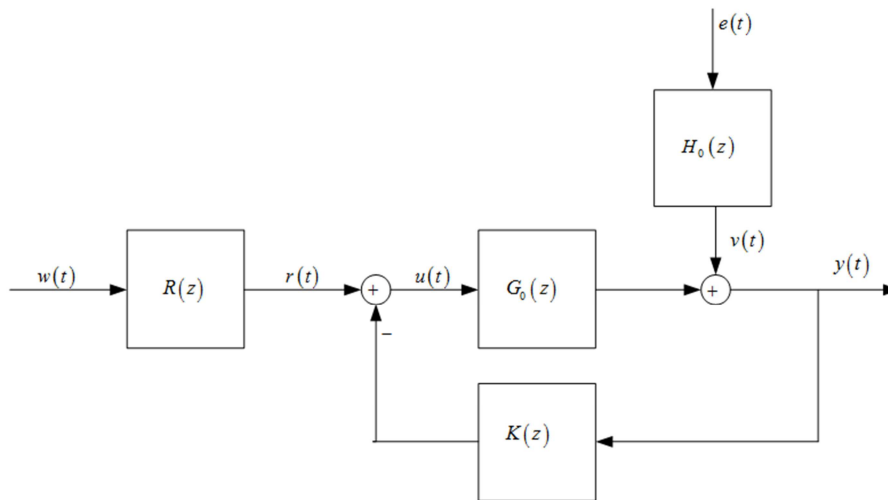 e(t)
H₀(z)
v(t)
w(t)
R(z)
r(t)
+
u(t)
G₀(z)
+
y(t)
−
K(z)